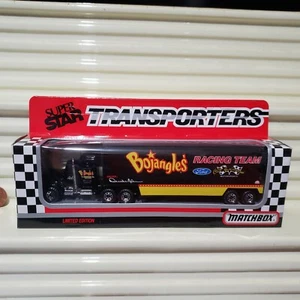 SUPER
STAR
TRANSPORTERS
Bojangles
RACING TEAM
Ford
LIMITED EDITION
MATCHBOX